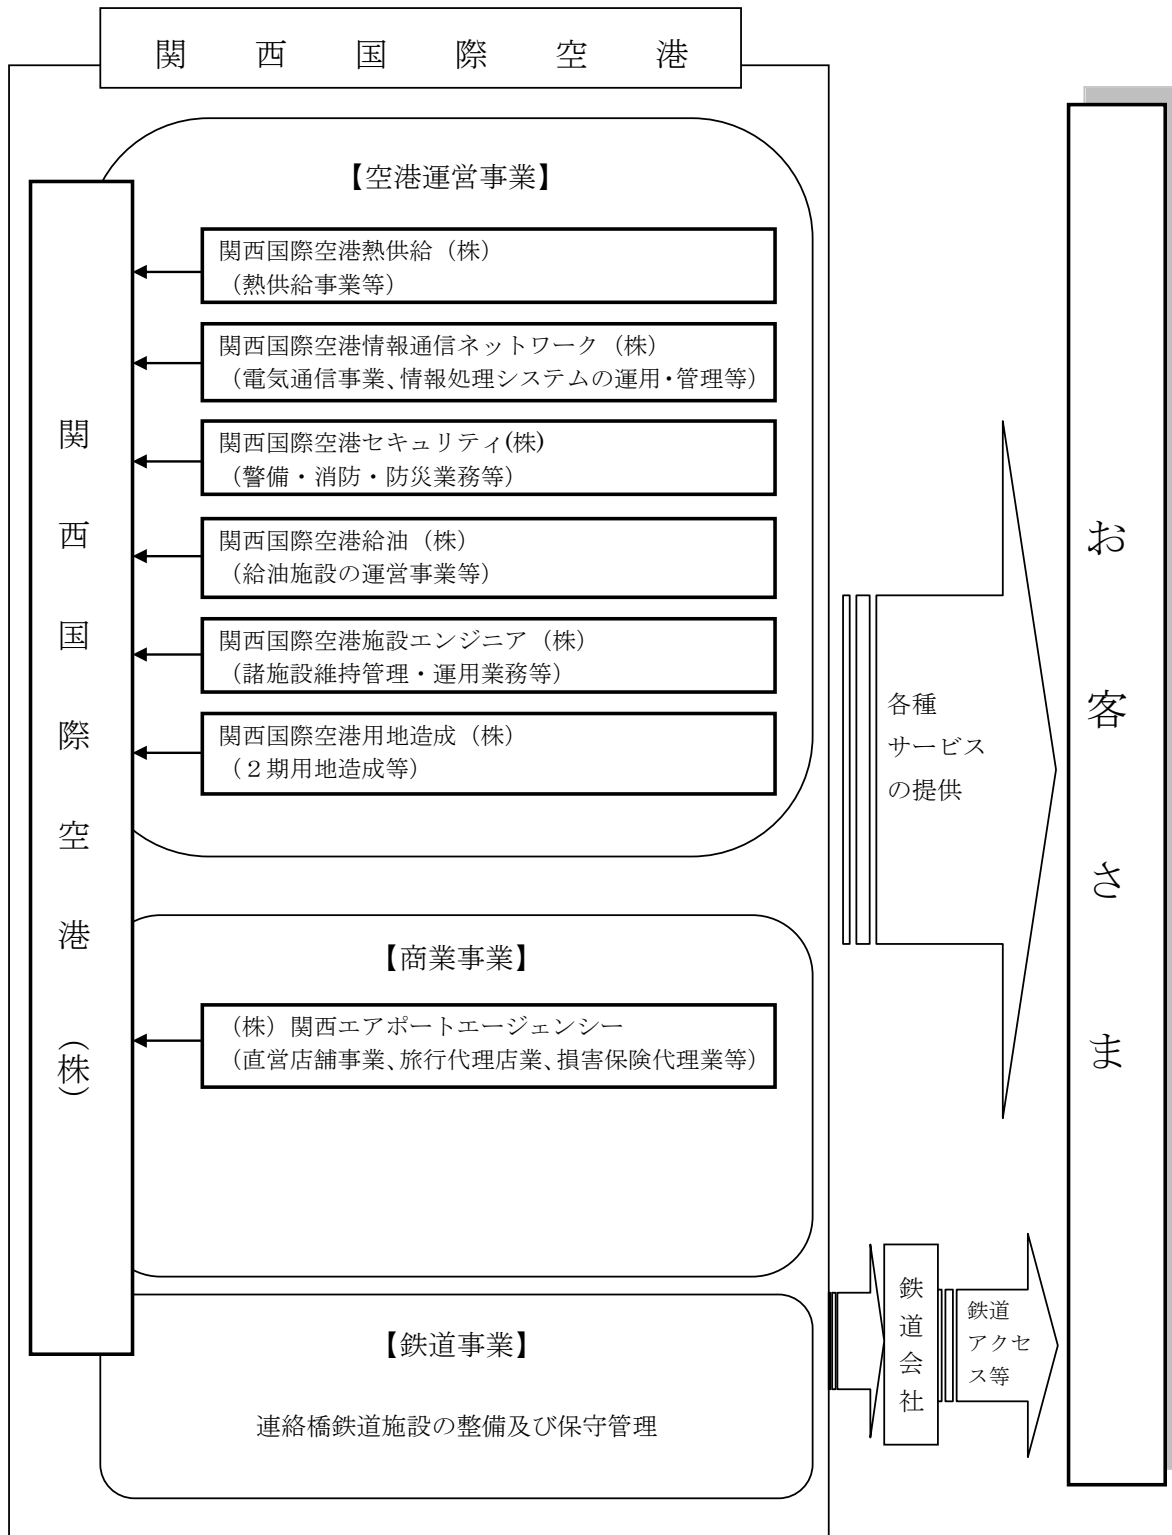 関西国際空港
関西国際空港(株)
【空港運営事業】
関西国際空港熱供給（株）
（熱供給事業等）
関西国際空港情報通信ネットワーク（株）
（電気通信事業、情報処理システムの運用・管理等）
関西国際空港セキュリティ(株)
（警備・消防・防災業務等）
関西国際空港給油（株）
（給油施設の運営事業等）
関西国際空港施設エンジニア（株）
（諸施設維持管理・運用業務等）
関西国際空港用地造成（株）
（２期用地造成等）
【商業事業】
（株）関西エアポートエージェンシー
（直営店舗事業、旅行代理店業、損害保険代理業等）
【鉄道事業】
連絡橋鉄道施設の整備及び保守管理
各種
サービス
の提供
鉄道会社
鉄道
アクセ
ス等
お客さま